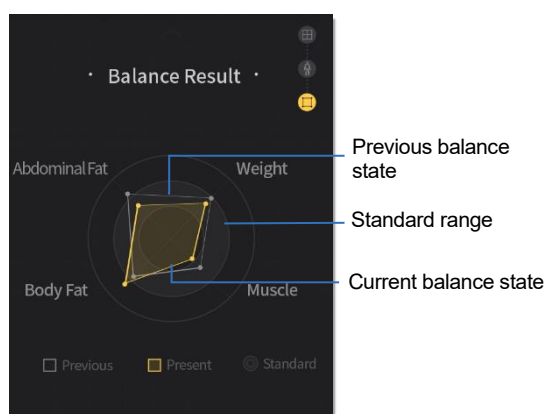 · Balance Result ·
Abdominal Fat
Weight
Body Fat
Muscle
Previous
Present
Standard
Previous balance
state
Standard range
Current balance state